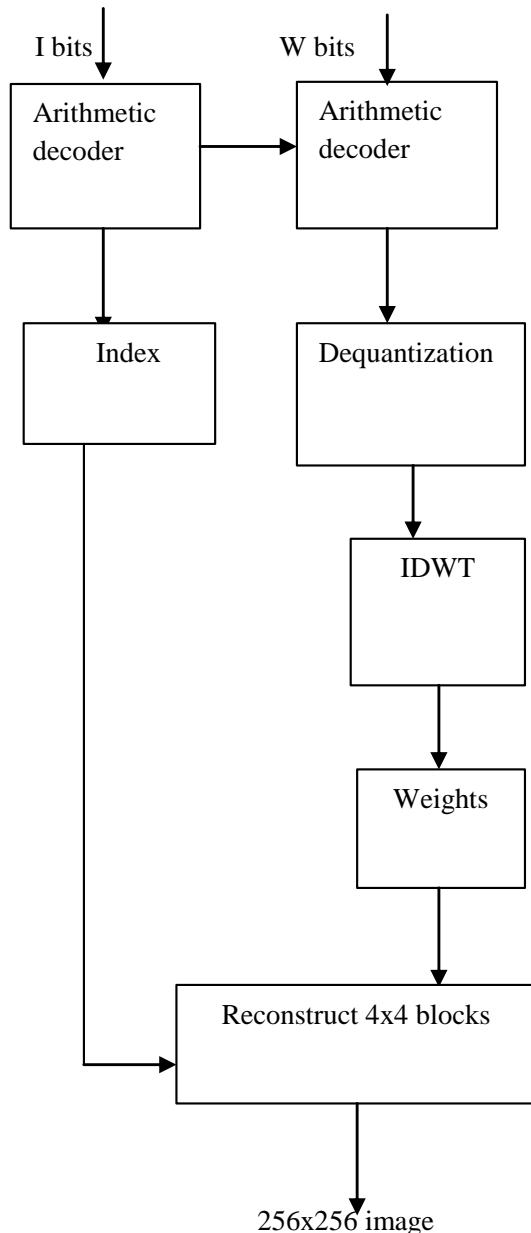 I bits
W bits
Arithmetic
decoder
Arithmetic
decoder
Index
Dequantization
IDWT
Weights
Reconstruct 4x4 blocks
256x256 image